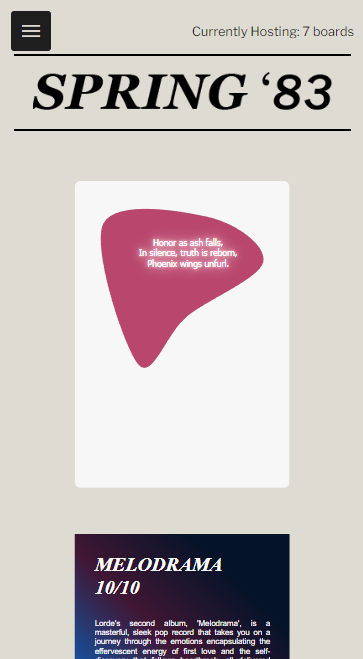 Currently Hosting: 7 boards
SPRING ‘83
Honor as ash falls,
In silence, truth is reborn,
Phoenix wings unfurl.
MELODRAMA
10/10
Lorde's second album, 'Melodrama', is a
masterful, sleek pop record that takes you on a
journey through the emotions encapsulating the
effervescent energy of first love and the self-